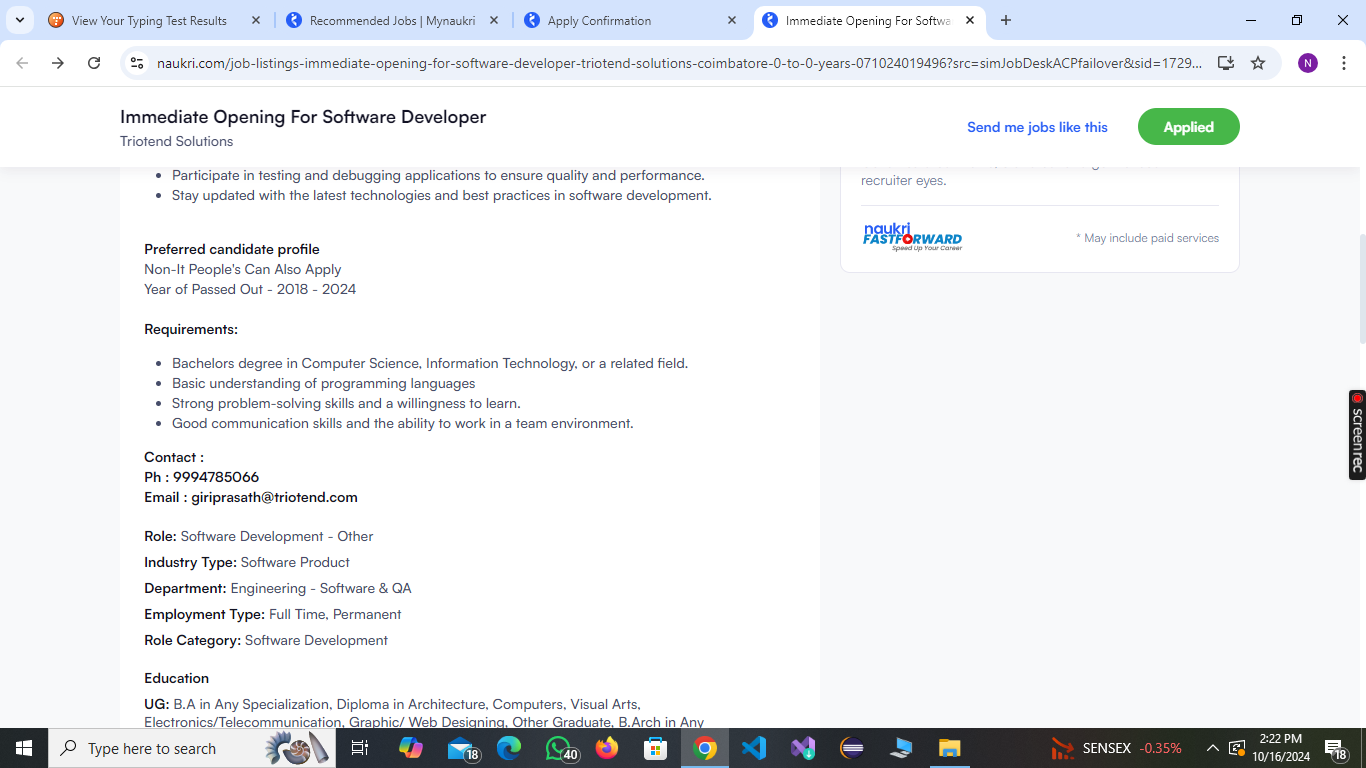 View Your Typing Test Results
Recommended Jobs | Mynaukri
Apply Confirmation
Immediate Opening For Softwa
naukri.com/job-listings-immediate-opening-for-software-developer-triotend-solutions-coimbatore-0-to-0-years-071024019496?src=simJobDeskACPfailover&sid=1729...
N
Immediate Opening For Software Developer
Triotend Solutions
Send me jobs like this
Applied
Participate in testing and debugging applications to ensure quality and performance.
Stay updated with the latest technologies and best practices in software development.
recruiter eyes.
naukri
FASTFORWARD
Speed Up Your Career
* May include paid services
Preferred candidate profile
Non-It People's Can Also Apply
Year of Passed Out - 2018 - 2024
Requirements:
Bachelors degree in Computer Science, Information Technology, or a related field.
Basic understanding of programming languages
Strong problem-solving skills and a willingness to learn.
Good communication skills and the ability to work in a team environment.
Contact :
Ph : 9994785066
Email : giriprasath@triotend.com
Role: Software Development - Other
Industry Type: Software Product
Department: Engineering - Software & QA
Employment Type: Full Time, Permanent
Role Category: Software Development
Education
UG: B.A in Any Specialization, Diploma in Architecture, Computers, Visual Arts,
Electronics/Telecommunication, Graphic/ Web Designing, Other Graduate, B.Arch in Any
screenrec
Type here to search
18
40
SENSEX -0.35%
2:22 PM
10/16/2024
18